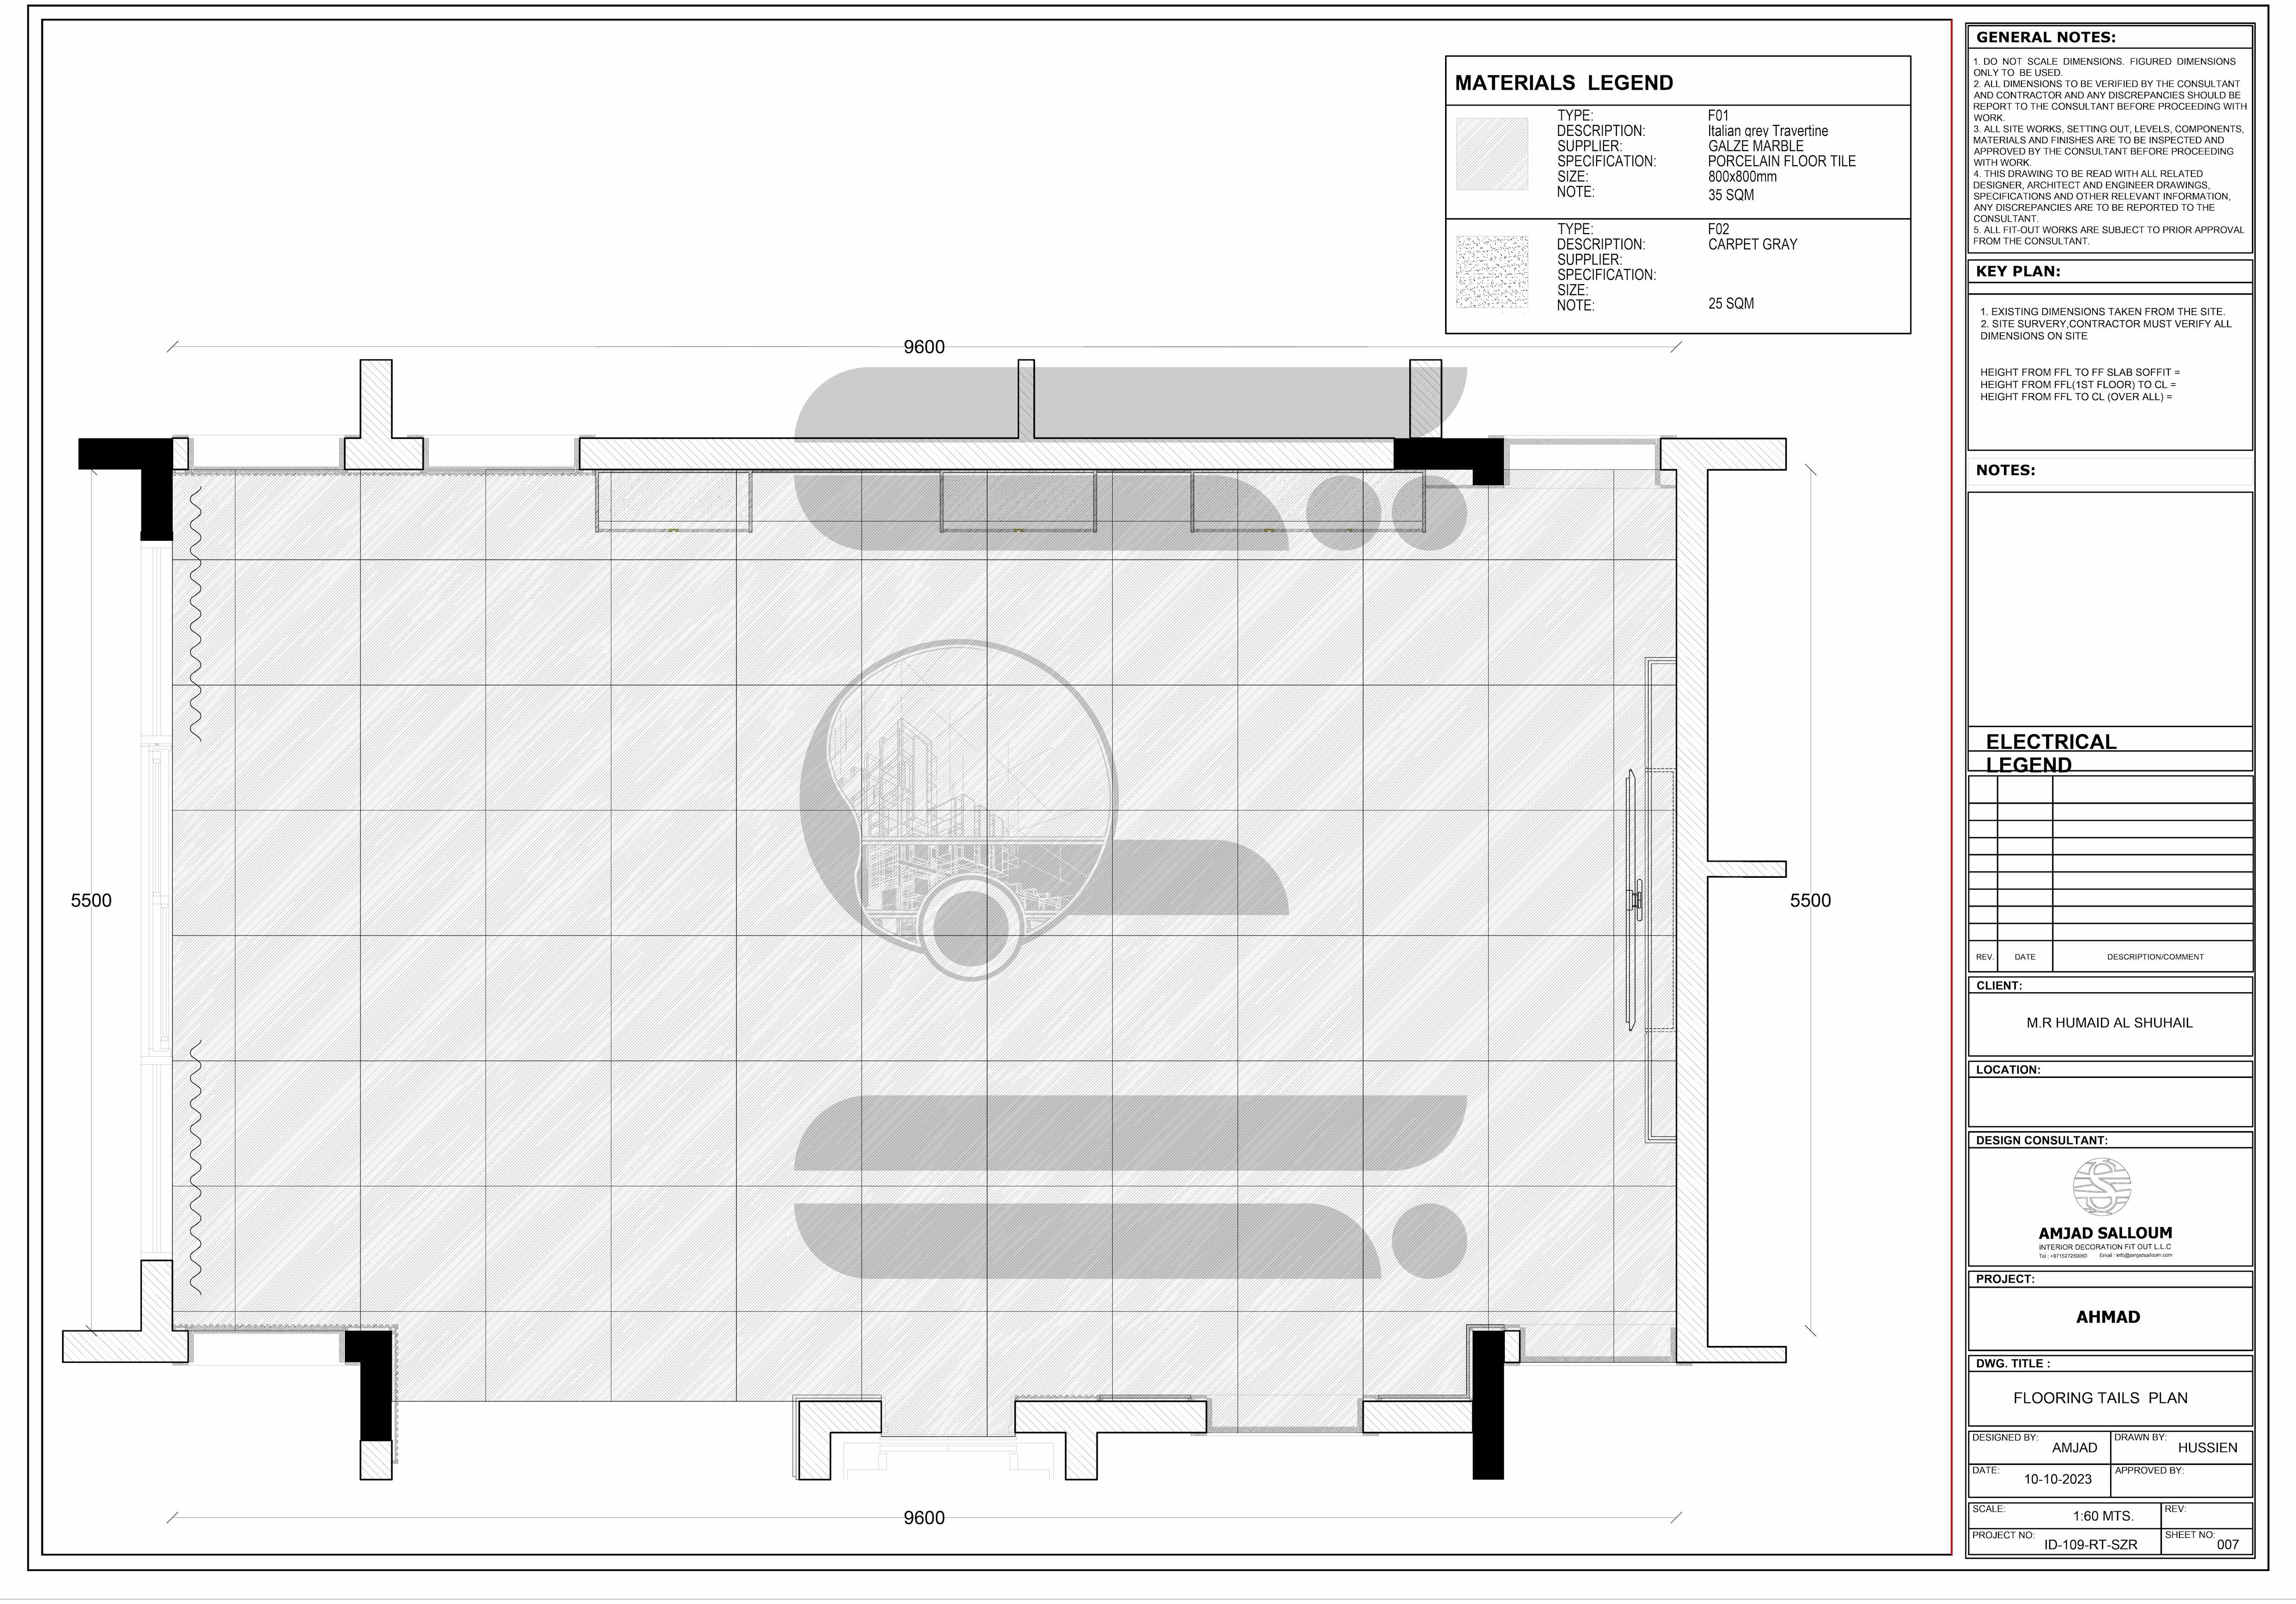 MATERIALS LEGEND
TYPE: F01
DESCRIPTION: Italian grey Travertine
SUPPLIER: GALZE MARBLE
SPECIFICATION: PORCELAIN FLOOR TILE
SIZE: 800x800mm
NOTE: 35 SQM
TYPE: F02
DESCRIPTION: CARPET GRAY
SUPPLIER:
SPECIFICATION:
SIZE:
NOTE: 25 SQM
9600
5500
5500
9600
GENERAL NOTES:
1. DO NOT SCALE DIMENSIONS. FIGURED DIMENSIONS
ONLY TO BE USED.
2. ALL DIMENSIONS TO BE VERIFIED BY THE CONSULTANT
AND CONTRACTOR AND ANY DISCREPANCIES SHOULD BE
REPORT TO THE CONSULTANT BEFORE PROCEEDING WITH
WORK.
3. ALL SITE WORKS, SETTING OUT, LEVELS, COMPONENTS,
MATERIALS AND FINISHES ARE TO BE INSPECTED AND
APPROVED BY THE CONSULTANT BEFORE PROCEEDING
WITH WORK.
4. THIS DRAWING TO BE READ WITH ALL RELATED
DESIGNER, ARCHITECT AND ENGINEER DRAWINGS,
SPECIFICATIONS AND OTHER RELEVANT INFORMATION,
ANY DISCREPANCIES ARE TO BE REPORTED TO THE
CONSULTANT.
5. ALL FIT-OUT WORKS ARE SUBJECT TO PRIOR APPROVAL
FROM THE CONSULTANT.
KEY PLAN:
1. EXISTING DIMENSIONS TAKEN FROM THE SITE.
2. SITE SURVERY,CONTRACTOR MUST VERIFY ALL
DIMENSIONS ON SITE
HEIGHT FROM FFL TO FF SLAB SOFFIT =
HEIGHT FROM FFL(1ST FLOOR) TO CL =
HEIGHT FROM FFL TO CL (OVER ALL) =
NOTES:
ELECTRICAL
LEGEND
REV. DATE DESCRIPTION/COMMENT
CLIENT:
M.R HUMAID AL SHUHAIL
LOCATION:
DESIGN CONSULTANT:
AMJAD SALLOUM
INTERIOR DECORATION FIT OUT L.L.C
Tel : +971527250060 Email : info@amjadsalloum.com
PROJECT:
AHMAD
DWG. TITLE :
FLOORING TAILS PLAN
DESIGNED BY: AMJAD DRAWN BY: HUSSIEN
DATE: 10-10-2023 APPROVED BY:
SCALE: 1:60 MTS. REV:
PROJECT NO: ID-109-RT-SZR SHEET NO: 007